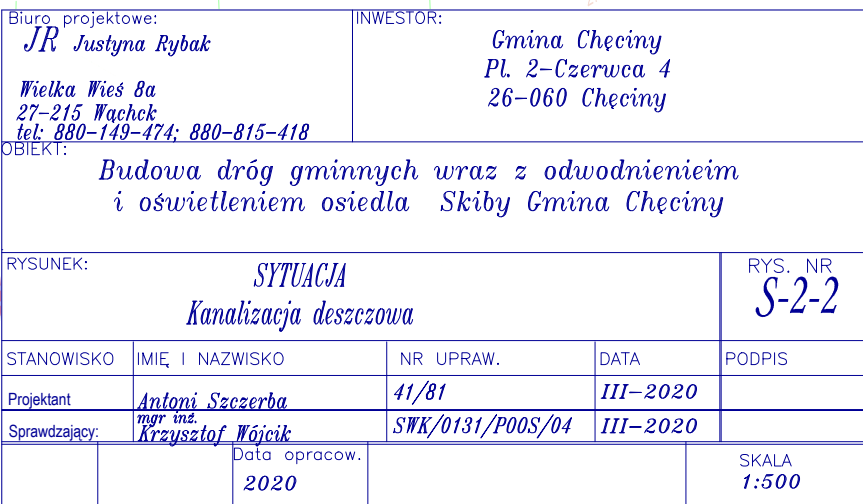 Biuro projektowe:
JR Justyna Rybak
Wielka Wieś 8a
27-215 Wąchck
tel: 880-149-474; 880-815-418
INWESTOR:
Gmina Chęciny
Pl. 2-Czerwca 4
26-060 Chęciny
OBIEKT:
Budowa dróg gminnych wraz z odwodnienieim
i oświetleniem osiedla Skiby Gmina Chęciny
RYSUNEK:
SYTUACJA
Kanalizacja deszczowa
RYS. NR
S-2-2
STANOWISKO IMIĘ I NAZWISKO NR UPRAW. DATA PODPIS
Projektant Antoni Szczerba 41/81 III-2020
Sprawdzający: mgr inż. Krzysztof Wójcik SWK/0131/POOS/04 III-2020
Data opracow.
2020
SKALA
1:500